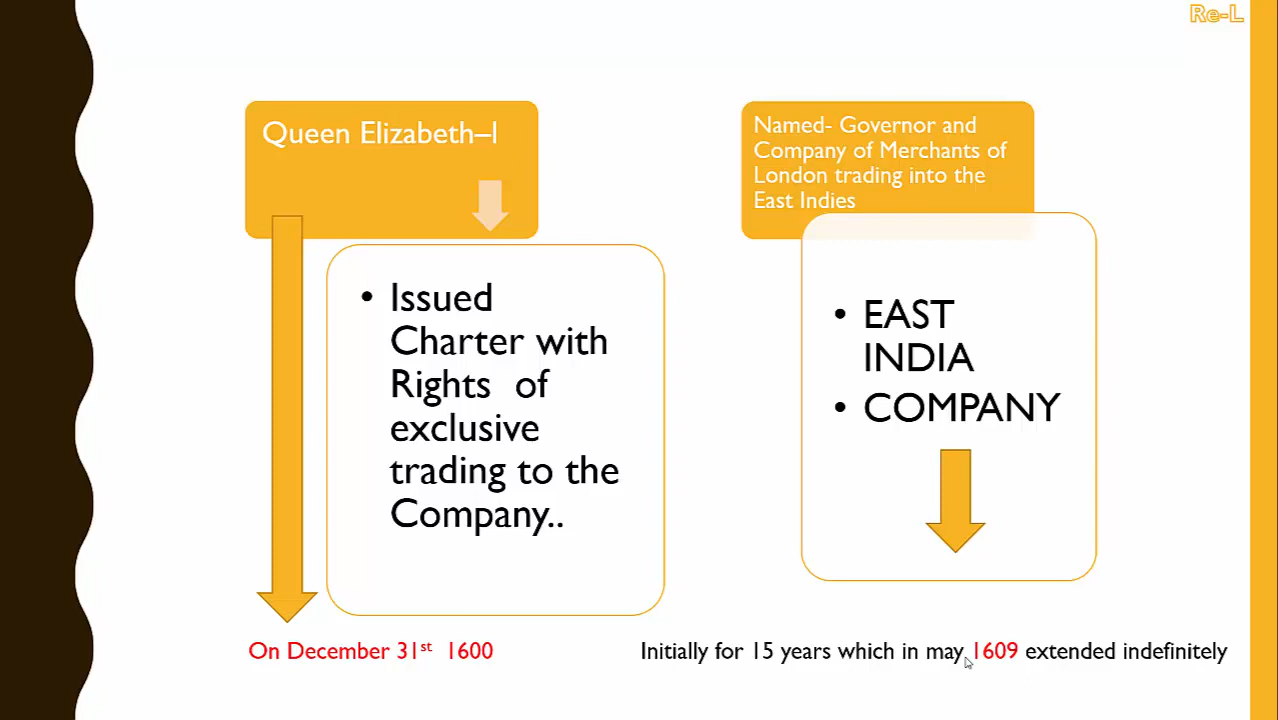 Re-L
Queen Elizabeth–I
• Issued
Charter with
Rights of
exclusive
trading to the
Company..
On December 31st 1600
Named- Governor and
Company of Merchants of
London trading into the
East Indies
• EAST
INDIA
• COMPANY
Initially for 15 years which in may 1609 extended indefinitely